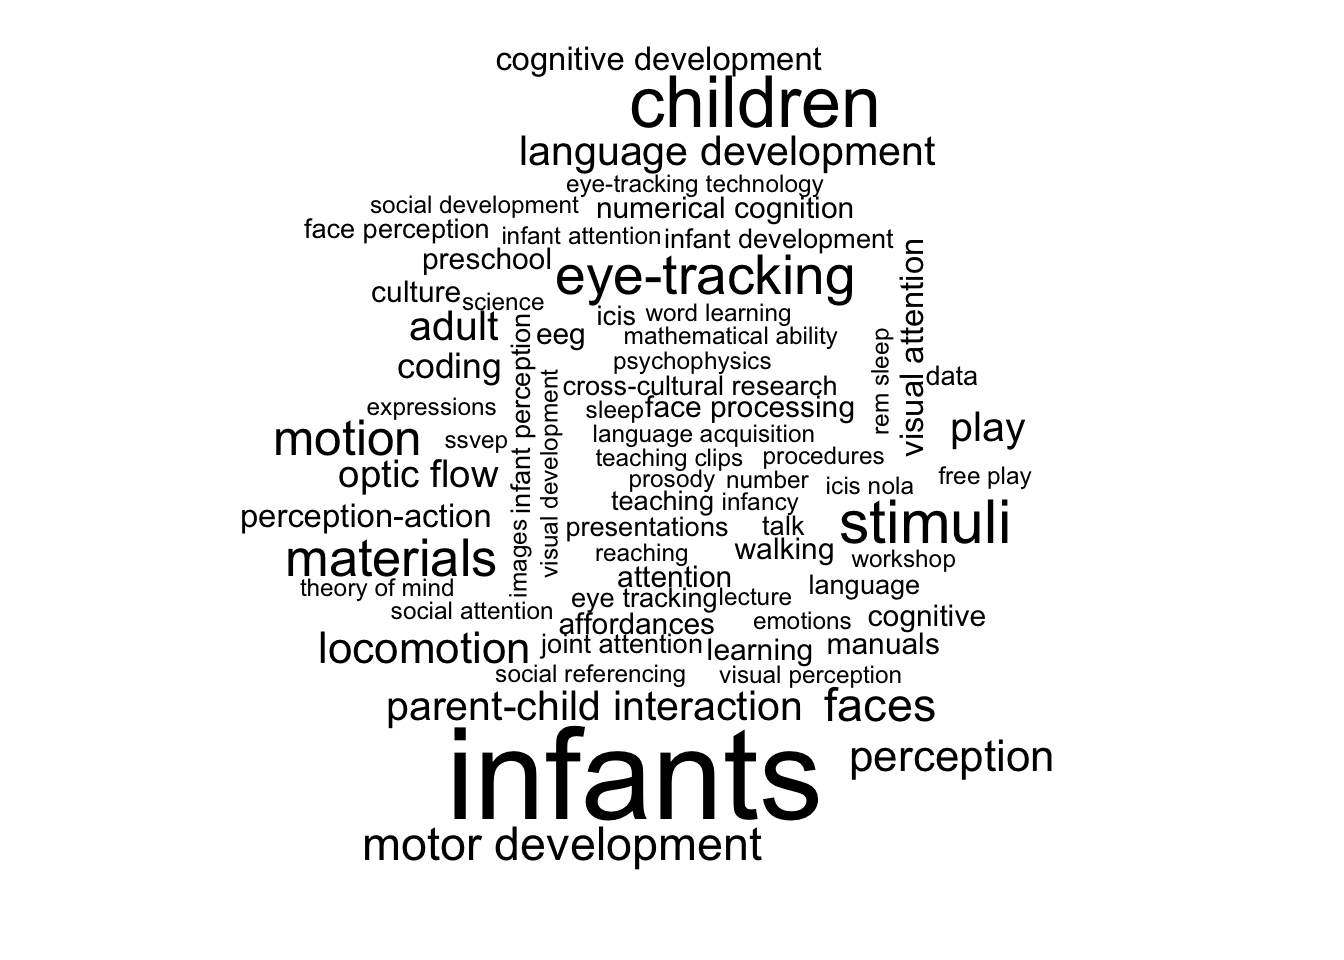 cognitive development
children
language development
eye-tracking technology
social development
numerical cognition
face perception
infant attention
infant development
preschool
eye-tracking
visual attention
culture
science
icis
word learning
adult
eeg
mathematical ability
infant perception
rem sleep
coding
psychophysics
data
cross-cultural research
expressions
sleep
face processing
visual development
motion
ssvep
language acquisition
play
optic flow
teaching clips
procedures
prosody
number
icis nola
free play
teaching
infancy
perception-action
presentations
talk
stimuli
images
materials
reaching
walking
workshop
theory of mind
attention
language
social attention
eye tracking
lecture
affordances
emotions
cognitive
locomotion
joint attention
learning
manuals
social referencing
visual perception
parent-child interaction
faces
infants
perception
motor development